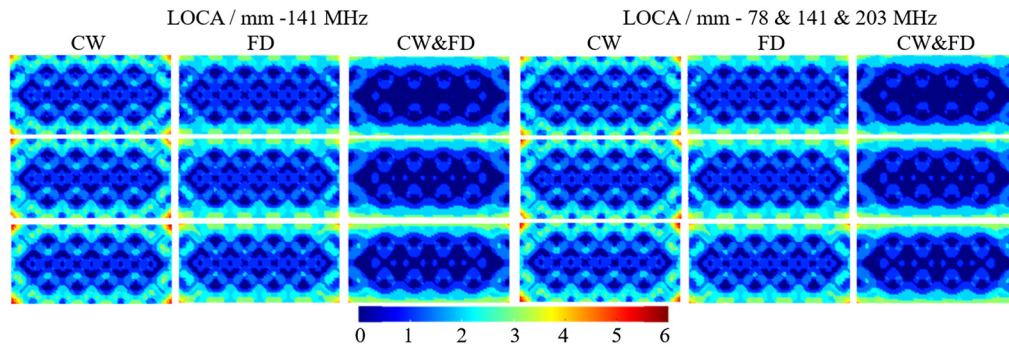 LOCA / mm -141 MHz LOCA / mm - 78 & 141 & 203 MHz
CW FD CW&FD CW FD CW&FD
0 1 2 3 4 5 6